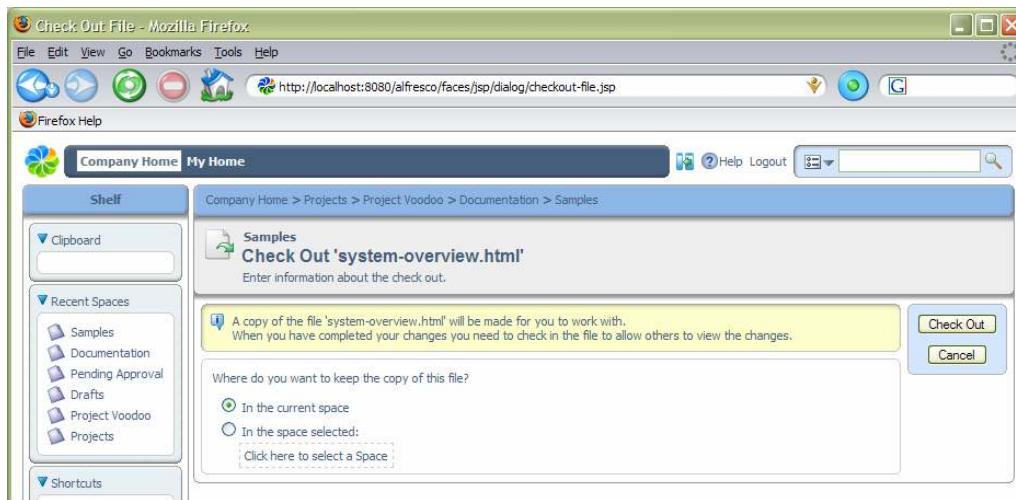 Check Out File - Mozilla Firefox
File Edit View Go Bookmarks Tools Help
http://localhost:8080/alfresco/faces/jsp/dialog/checkout-file.jsp
G
Firefox Help
Company Home My Home
Help Logout
Shelf
Company Home > Projects > Project Voodoo > Documentation > Samples
Clipboard
Samples
Check Out 'system-overview.html'
Enter information about the check out.
Recent Spaces
Samples
Documentation
Pending Approval
Drafts
Project Voodoo
Projects
Shortcuts
A copy of the file 'system-overview.html' will be made for you to work with.
When you have completed your changes you need to check in the file to allow others to view the changes.
Where do you want to keep the copy of this file?
In the current space
In the space selected:
Click here to select a Space
Check Out
Cancel